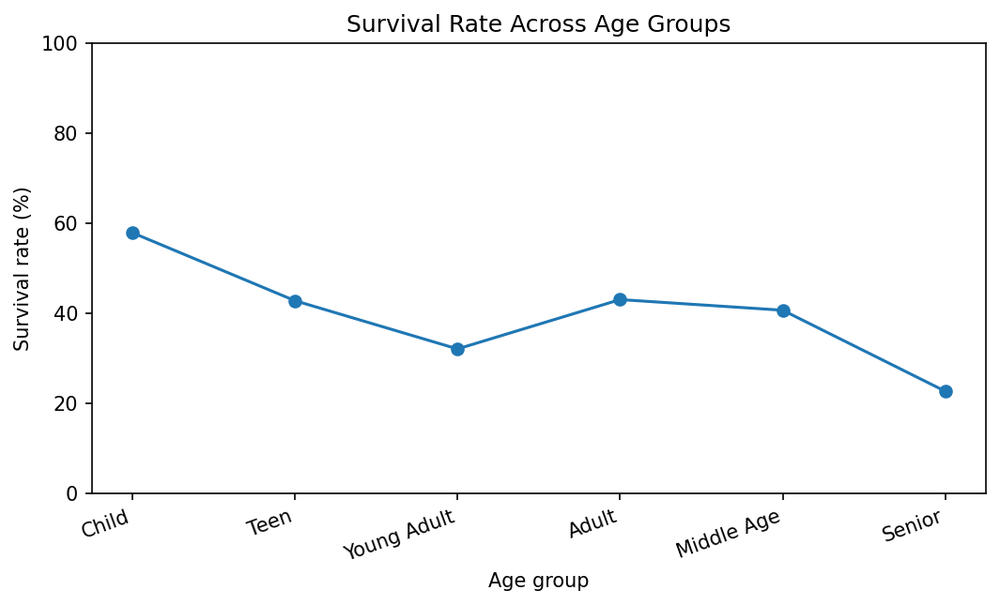 Survival Rate Across Age Groups
100
80
60
40
20
0
Survival rate (%)
Child
Teen
Young Adult
Adult
Middle Age
Senior
Age group